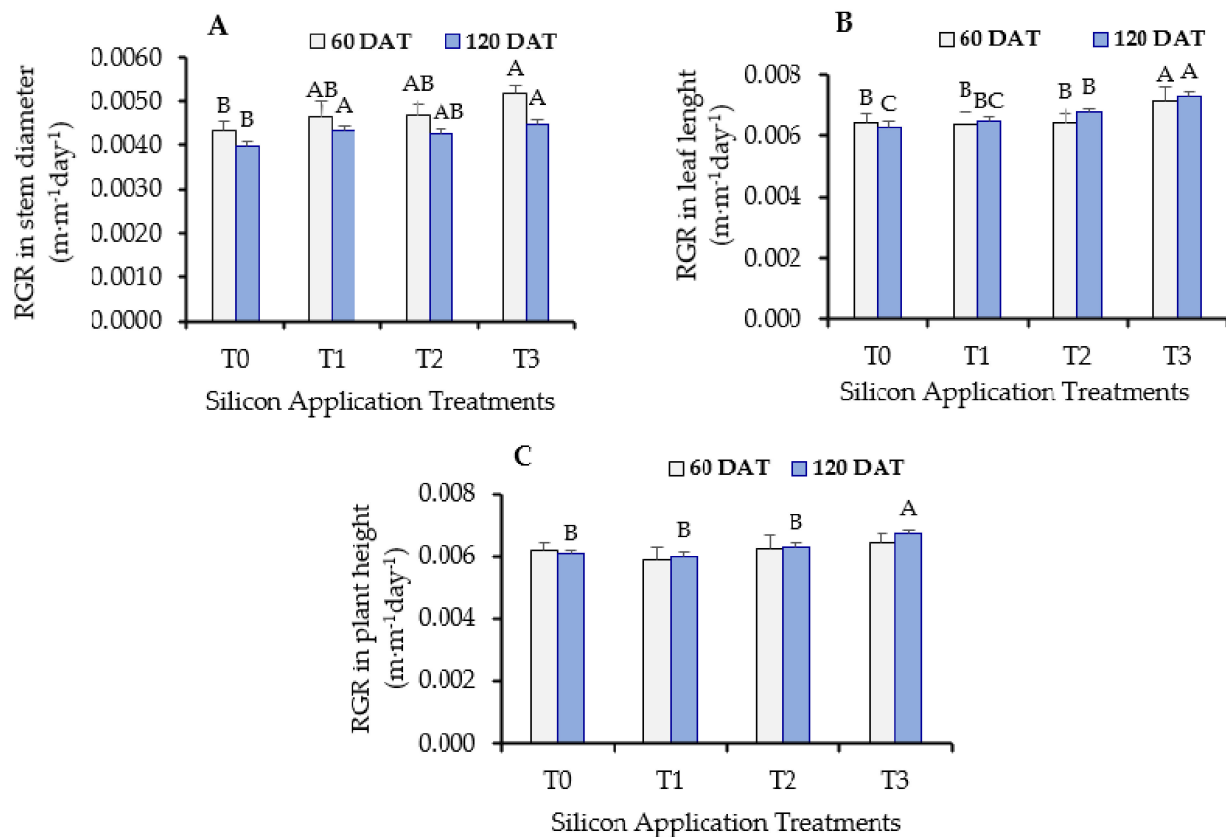 A
60 DAT 120 DAT
0.0060
0.0050
0.0040
0.0030
0.0020
0.0010
0.0000
RGR in stem diameter
(m·m⁻¹day⁻¹)
B B AB A AB AB A A
T0 T1 T2 T3
Silicon Application Treatments
B
60 DAT 120 DAT
0.008
0.006
0.004
0.002
0.000
RGR in leaf lenght
(m·m⁻¹day⁻¹)
B C B BC B B A A
T0 T1 T2 T3
Silicon Application Treatments
C
60 DAT 120 DAT
0.008
0.006
0.004
0.002
0.000
RGR in plant height
(m·m⁻¹day⁻¹)
B B B A
T0 T1 T2 T3
Silicon Application Treatments